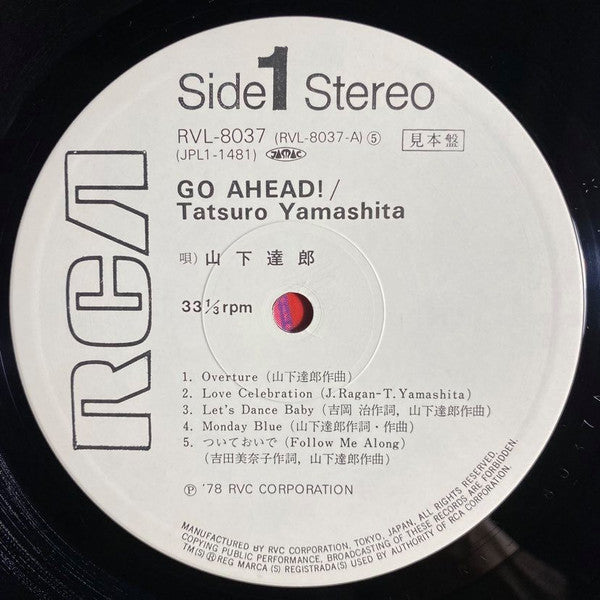 Side 1 Stereo
RVL-8037 (RVL-8037-A) ⑤ 見本盤
(JPL1-1481) JASRAC
GO AHEAD! /
Tatsuro Yamashita
唄) 山下達郎
33 1/3 rpm
RCA
1. Overture (山下達郎作曲)
2. Love Celebration (J. Ragan-T. Yamashita)
3. Let's Dance Baby (吉岡 治作詞, 山下達郎作曲)
4. Monday Blue (山下達郎作詞・作曲)
5. ついておいで (Follow Me Along)
(吉田美奈子作詞, 山下達郎作曲)
Ⓟ '78 RVC CORPORATION
MANUFACTURED BY RVC CORPORATION, TOKYO, JAPAN, ALL RIGHTS RESERVED,
COPYING PUBLIC PERFORMANCE, BROADCASTING OF THESE RECORDS ARE FORBIDDEN.
TM(S) ® REG MARCA (S) REGISTRADA(S) USED BY AUTHORITY OF RCA CORPORATION.